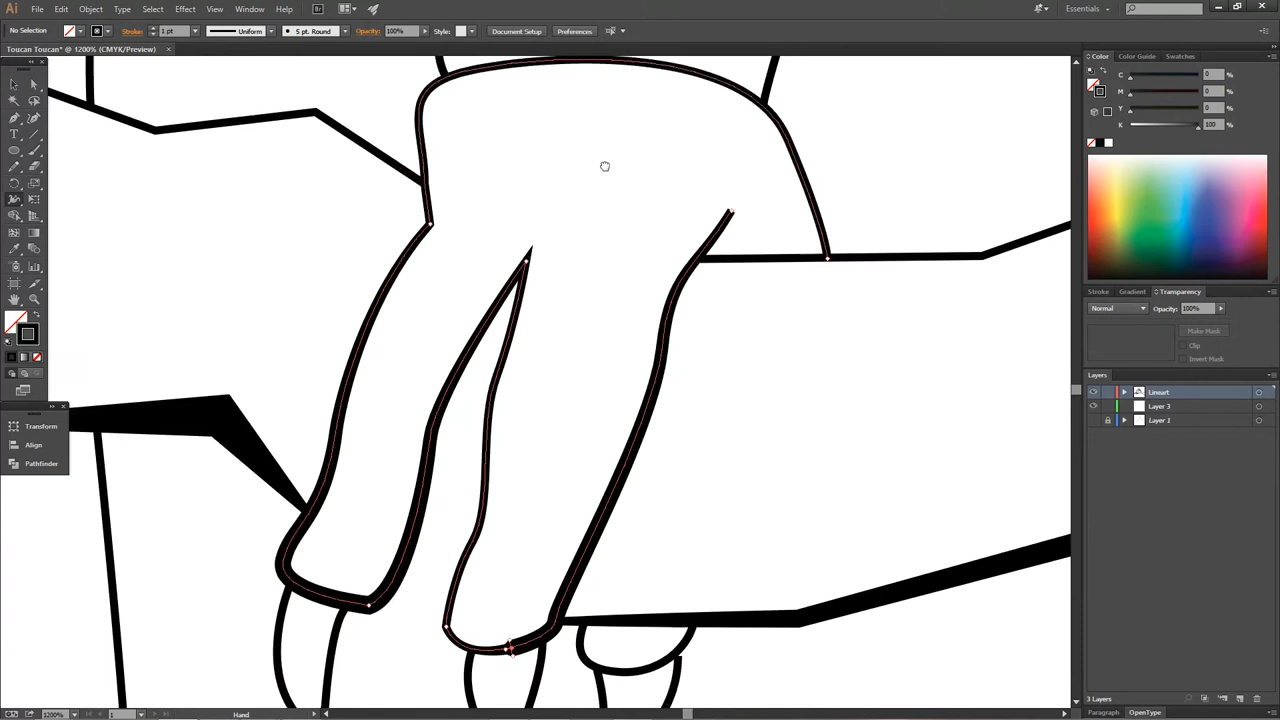 Ai File Edit Object Type Select Effect View Window Help Br Essentials
No Selection Stroke: 1 pt Uniform 5 pt. Round Opacity: 100% Style: Document Setup Preferences
Toucan Toucan* @ 1200% (CMYK/Preview) ×
Color Color Guide Swatches
C 0 %
M 0 %
Y 0 %
K 100 %
Stroke Gradient Transparency
Normal Opacity: 100%
Make Mask
Clip
Invert Mask
Layers
Lineart
Layer 3
Layer 1
Transform
Align
Pathfinder
3 Layers
Paragraph OpenType
1200% 1 Hand